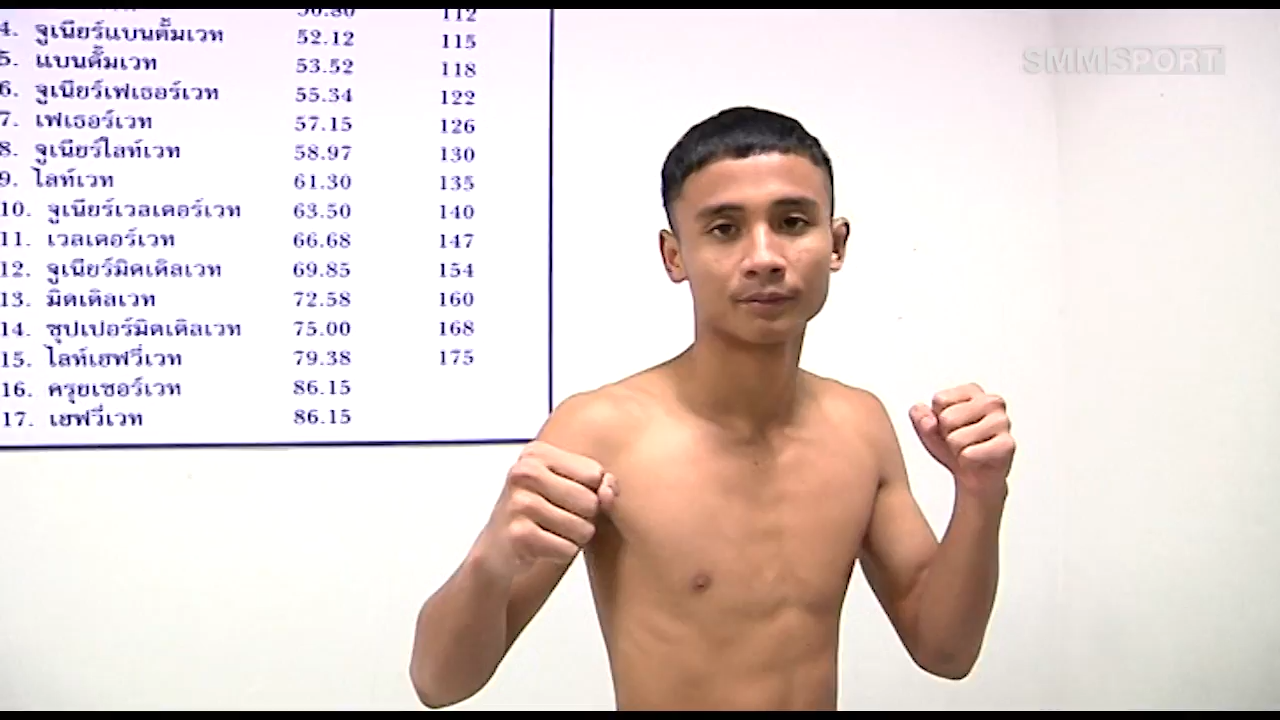 50.80 112
4. จูเนียร์แบนตั้มเวท 52.12 115
5. แบนตั้มเวท 53.52 118
6. จูเนียร์เฟเธอร์เวท 55.34 122
7. เฟเธอร์เวท 57.15 126
8. จูเนียร์ไลท์เวท 58.97 130
9. ไลท์เวท 61.30 135
10. จูเนียร์เวลเตอร์เวท 63.50 140
11. เวลเตอร์เวท 66.68 147
12. จูเนียร์มิดเดิลเวท 69.85 154
13. มิดเดิลเวท 72.58 160
14. ซุปเปอร์มิดเดิลเวท 75.00 168
15. ไลท์เฮฟวี่เวท 79.38 175
16. ครุยเซอร์เวท 86.15
17. เฮฟวี่เวท 86.15
SMMSPORT